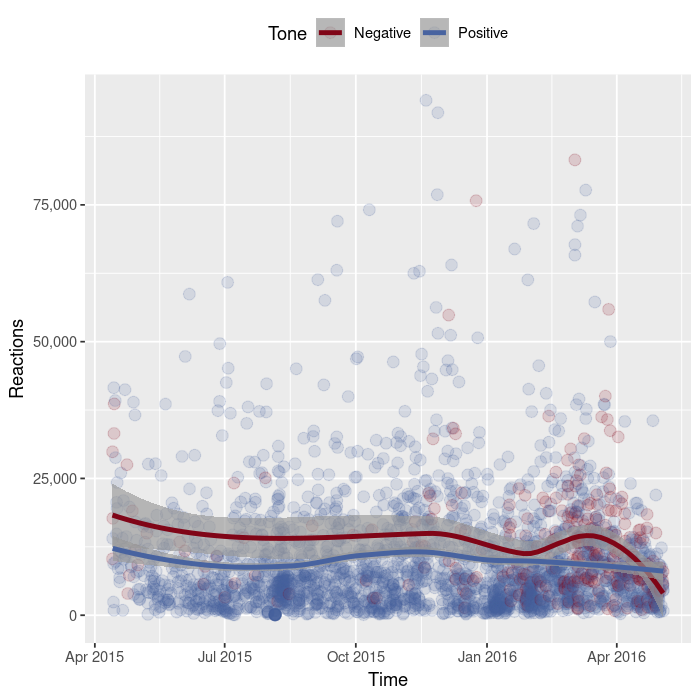 Tone Negative Positive
75,000
50,000
25,000
0
Reactions
Apr 2015 Jul 2015 Oct 2015 Jan 2016 Apr 2016
Time